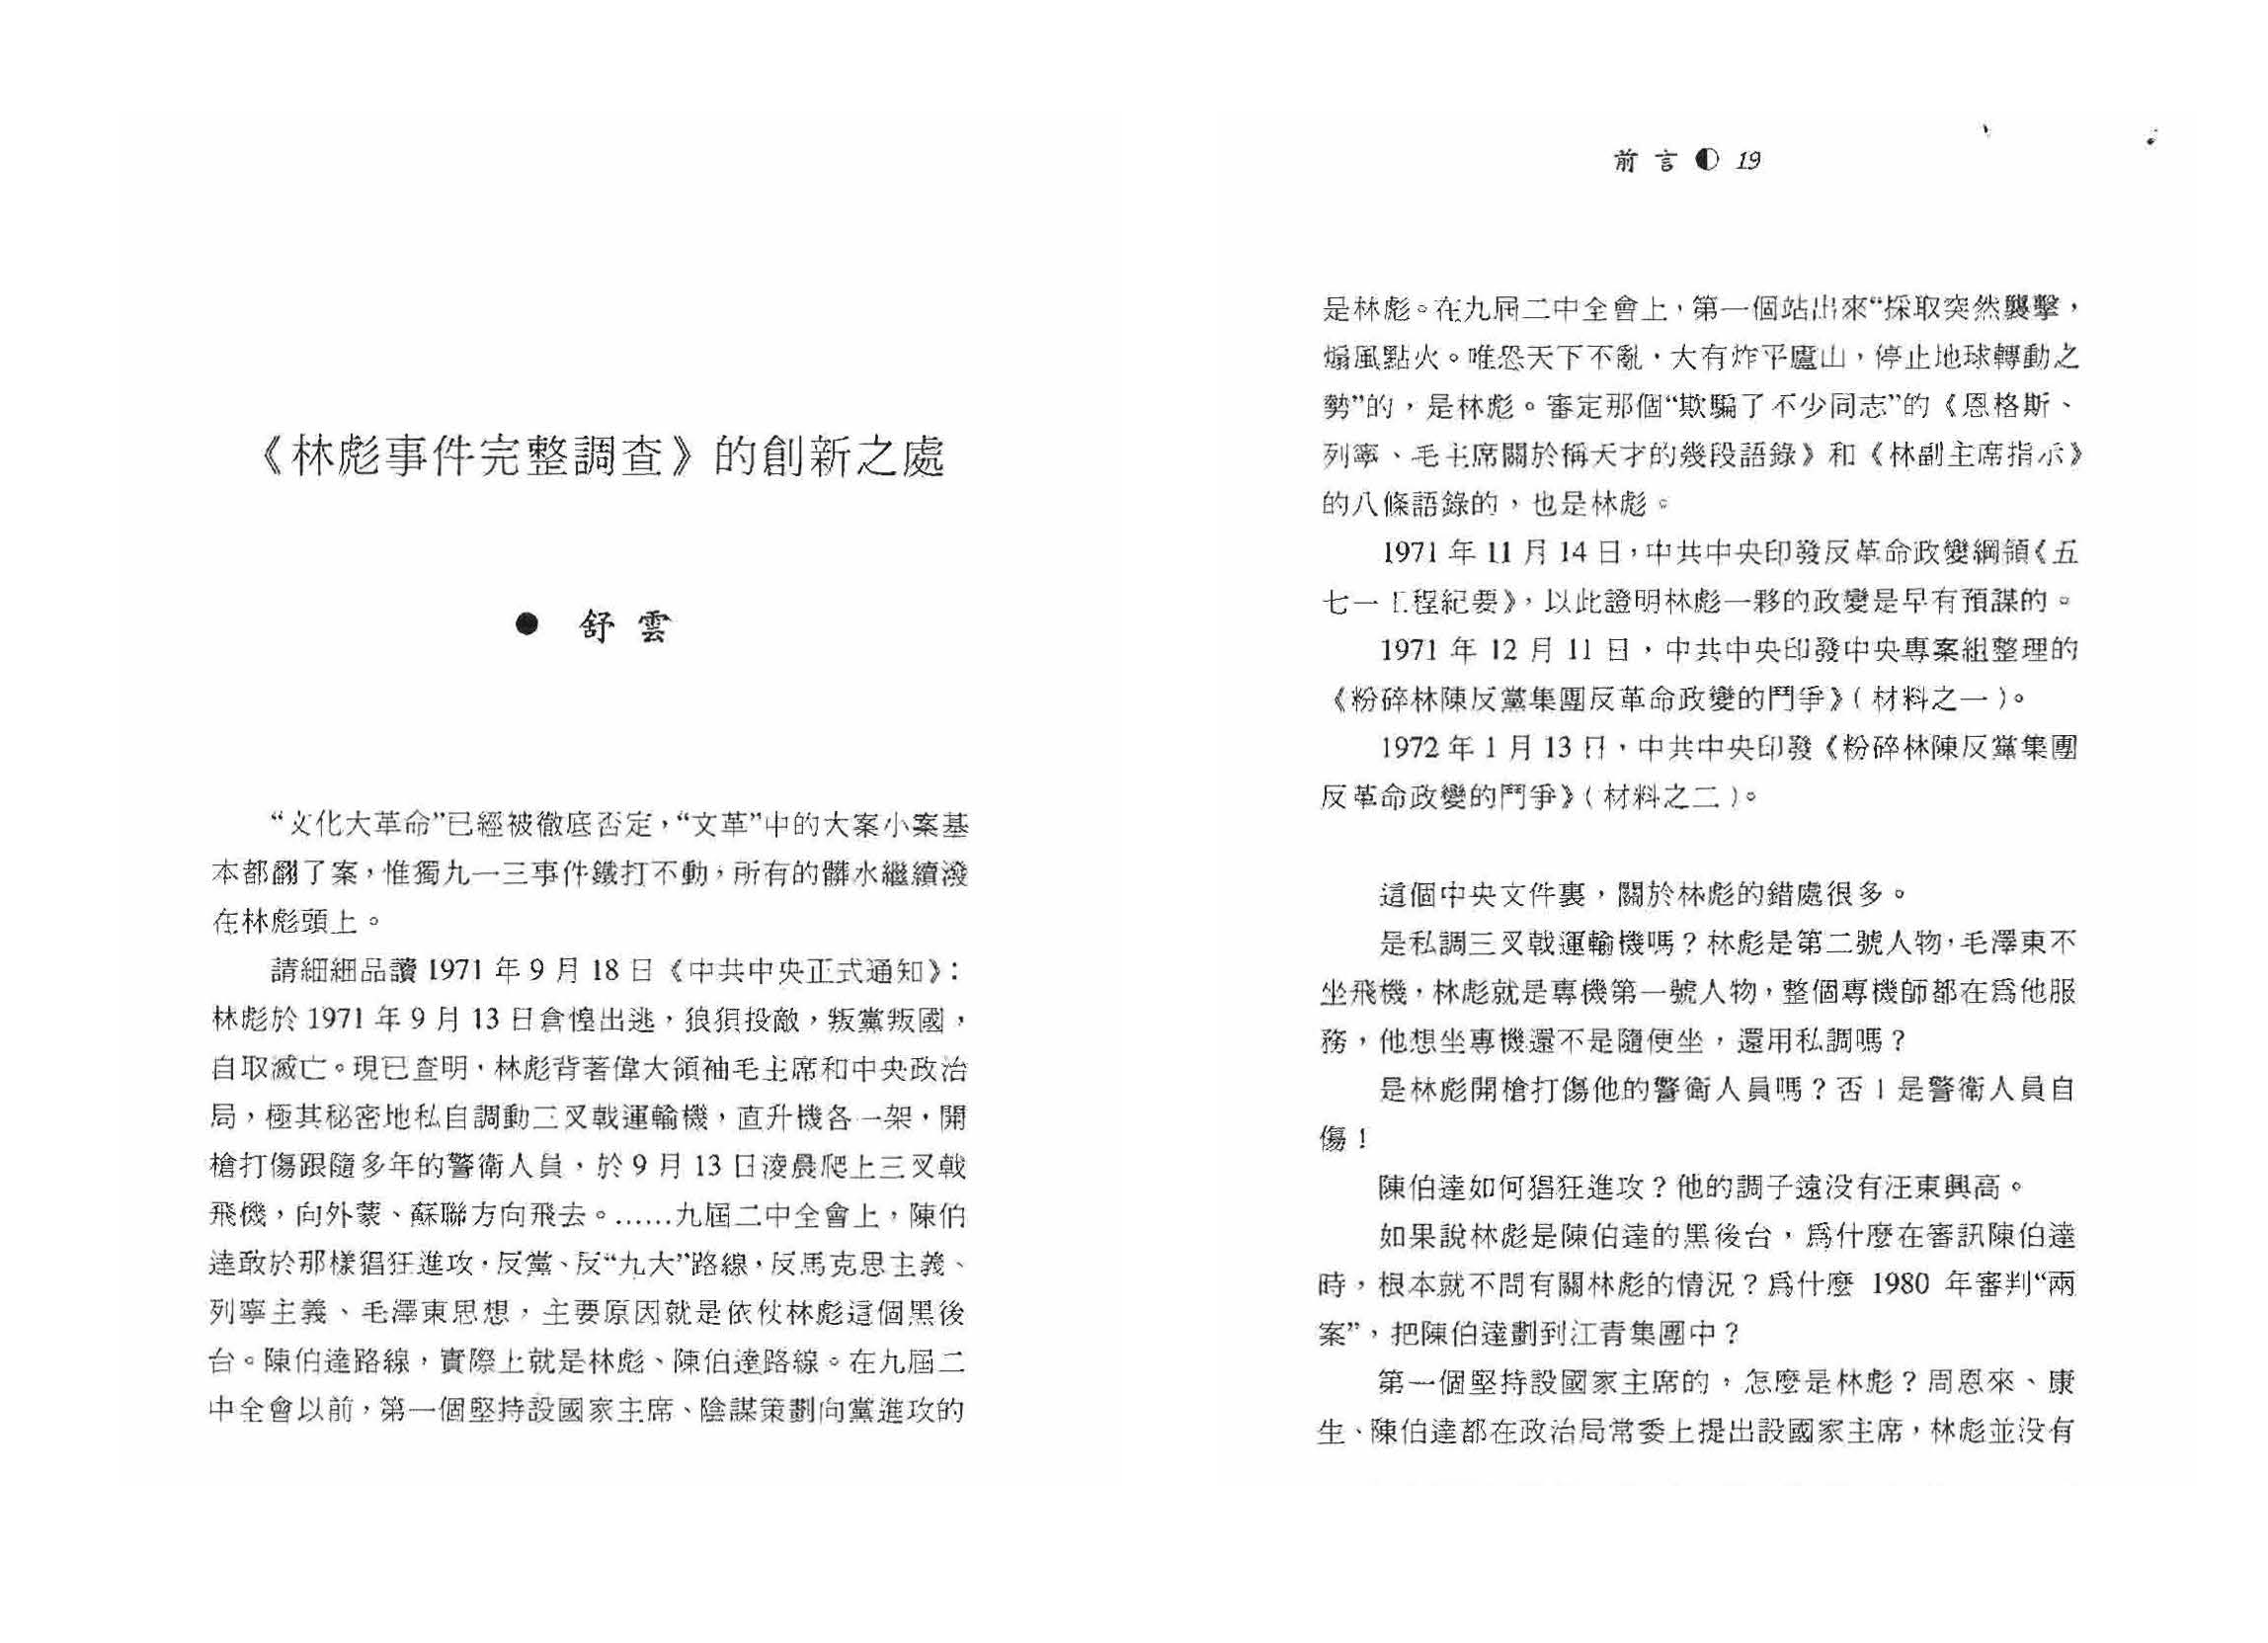 《林彪事件完整調查》的創新之處
● 舒雲
“文化大革命”已經被徹底否定，“文革”中的大案小案基
本都翻了案，惟獨九一三事件鐵打不動，所有的髒水繼續潑
在林彪頭上。
請細細品讀 1971 年 9 月 18 日《中共中央正式通知》：
林彪於 1971 年 9 月 13 日倉惶出逃，狼狽投敵，叛黨叛國，
自取滅亡。現已查明，林彪背著偉大領袖毛主席和中央政治
局，極其秘密地私自調動三叉戟運輸機，直升機各一架，開
槍打傷跟隨多年的警衛人員，於 9 月 13 日淩晨爬上三叉戟
飛機，向外蒙、蘇聯方向飛去。……九屆二中全會上，陳伯
達敢於那樣猖狂進攻，反黨、反“九大”路線，反馬克思主義、
列寧主義、毛澤東思想，主要原因就是依仗林彪這個黑後
台。陳伯達路線，實際上就是林彪、陳伯達路線。在九屆二
中全會以前，第一個堅持設國家主席、陰謀策劃向黨進攻的
前言 ◐ 19
是林彪。在九屆二中全會上，第一個站出來“採取突然襲擊，
煽風點火。唯恐天下不亂，大有炸平廬山，停止地球轉動之
勢”的，是林彪。審定那個“欺騙了不少同志”的《恩格斯、
列寧、毛主席關於稱天才的幾段語錄》和《林副主席指示》
的八條語錄的，也是林彪。
1971 年 11 月 14 日，中共中央印發反革命政變綱領《五
七一工程紀要》，以此證明林彪一夥的政變是早有預謀的。
1971 年 12 月 11 日，中共中央印發中央專案組整理的
《粉碎林陳反黨集團反革命政變的鬥爭》（材料之一）。
1972 年 1 月 13 日，中共中央印發《粉碎林陳反黨集團
反革命政變的鬥爭》（材料之二）。
這個中央文件裏，關於林彪的錯處很多。
是私調三叉戟運輸機嗎？林彪是第二號人物，毛澤東不
坐飛機，林彪就是專機第一號人物，整個專機師都在爲他服
務，他想坐專機還不是隨便坐，還用私調嗎？
是林彪開槍打傷他的警衛人員嗎？否！是警衛人員自
傷！
陳伯達如何猖狂進攻？他的調子遠没有汪東興高。
如果說林彪是陳伯達的黑後台，爲什麼在審訊陳伯達
時，根本就不問有關林彪的情況？爲什麼 1980 年審判“兩
案”，把陳伯達劃到江青集團中？
第一個堅持設國家主席的，怎麼是林彪？周恩來、康
生、陳伯達都在政治局常委上提出設國家主席，林彪並没有